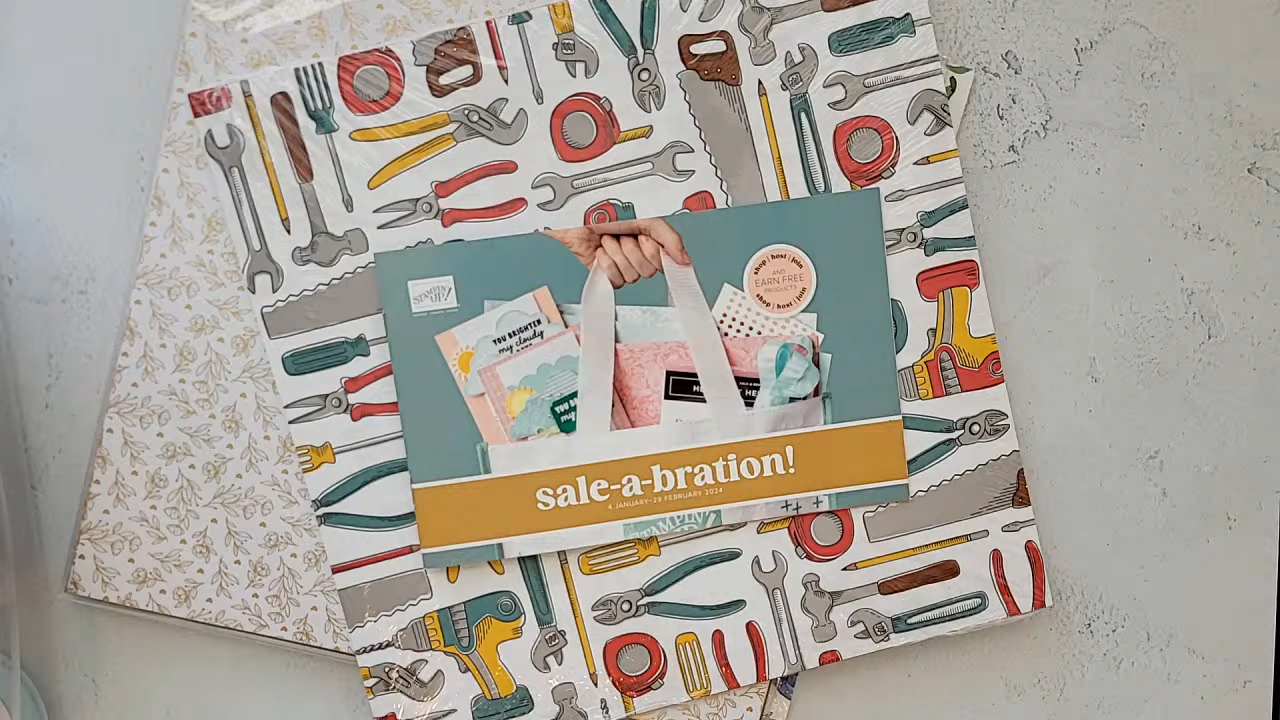 STAMPIN' UP!
shop / host / join
AND
EARN FREE
PRODUCTS
shop / host / join
YOU BRIGHTEN
my cloudy
sale-a-bration!
4 JANUARY–29 FEBRUARY 2024
STAMPIN'